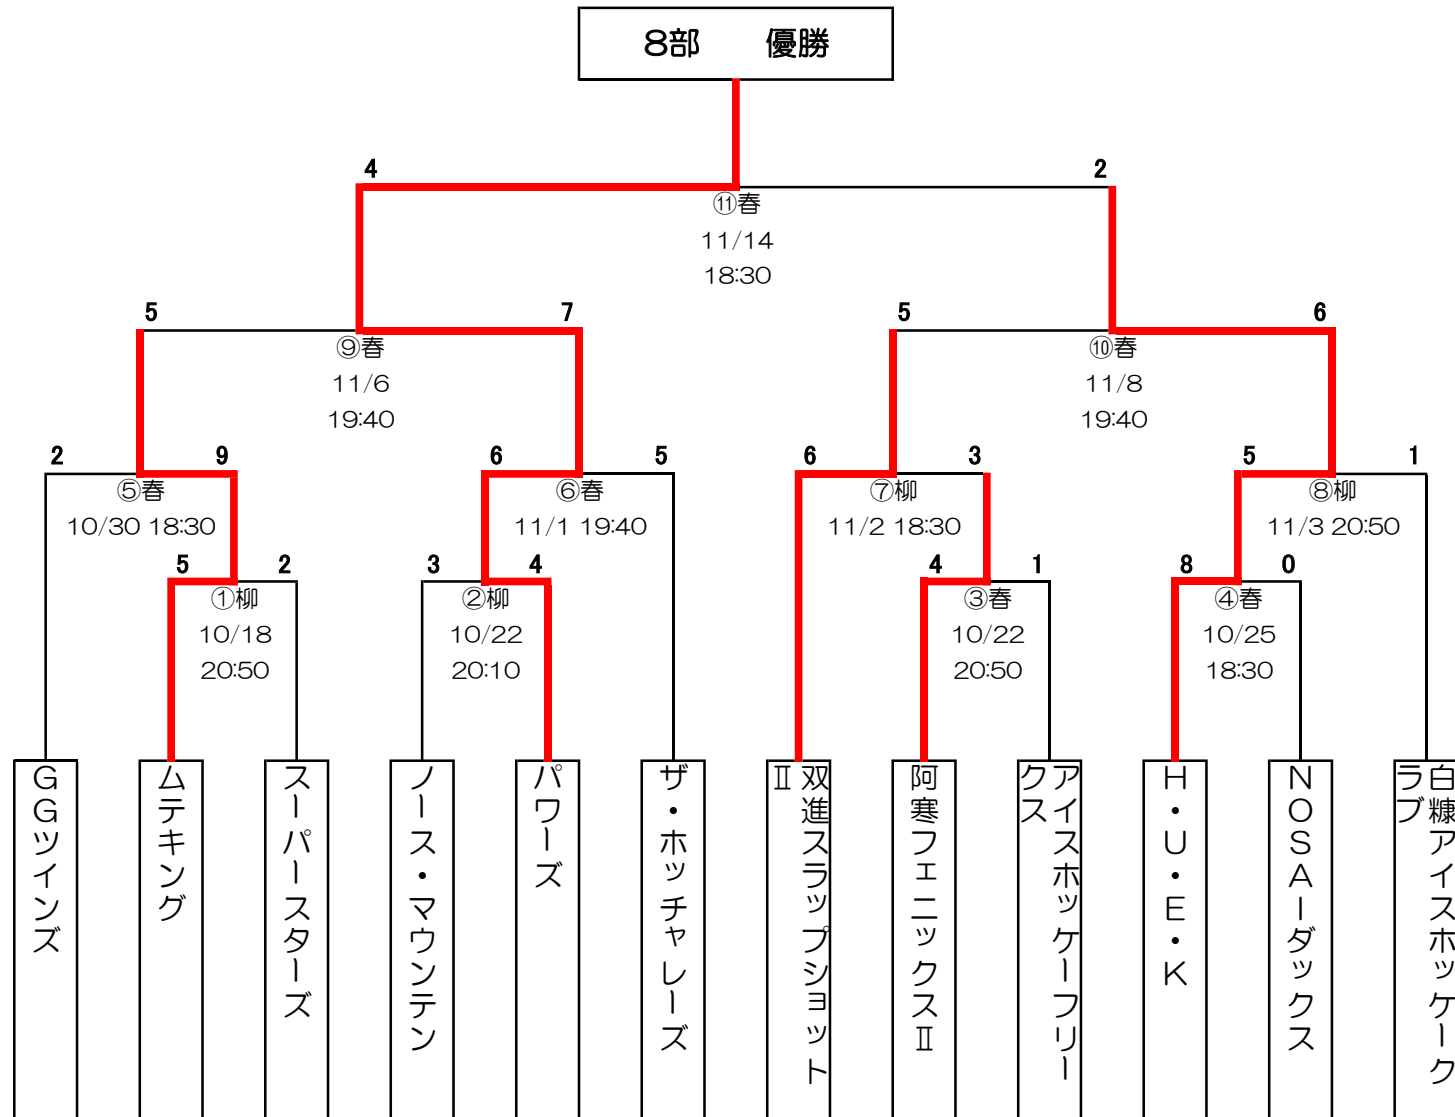 8部 優勝
4 2
⑪春
11/14
18:30
5 7 5 6
⑨春 ⑩春
11/6 11/8
19:40 19:40
2 9 6 5 6 3 5 1
⑤春 ⑥春 ⑦柳 ⑧柳
10/30 18:30 11/1 19:40 11/2 18:30 11/3 20:50
5 2 3 4 4 1 8 0
①柳 ②柳 ③春 ④春
10/18 10/22 10/22 10/25
20:50 20:10 20:50 18:30
GGツインズ
ムテキング
スーパースターズ
ノース・マウンテン
パワーズ
ザ・ホッチャレーズ
双進スラップショット
Ⅱ
阿寒フェニックスⅡ
アイスホッケーフリー
クス
H・U・E・K
NOSAIダックス
白糠アイスホッケーク
ラブ